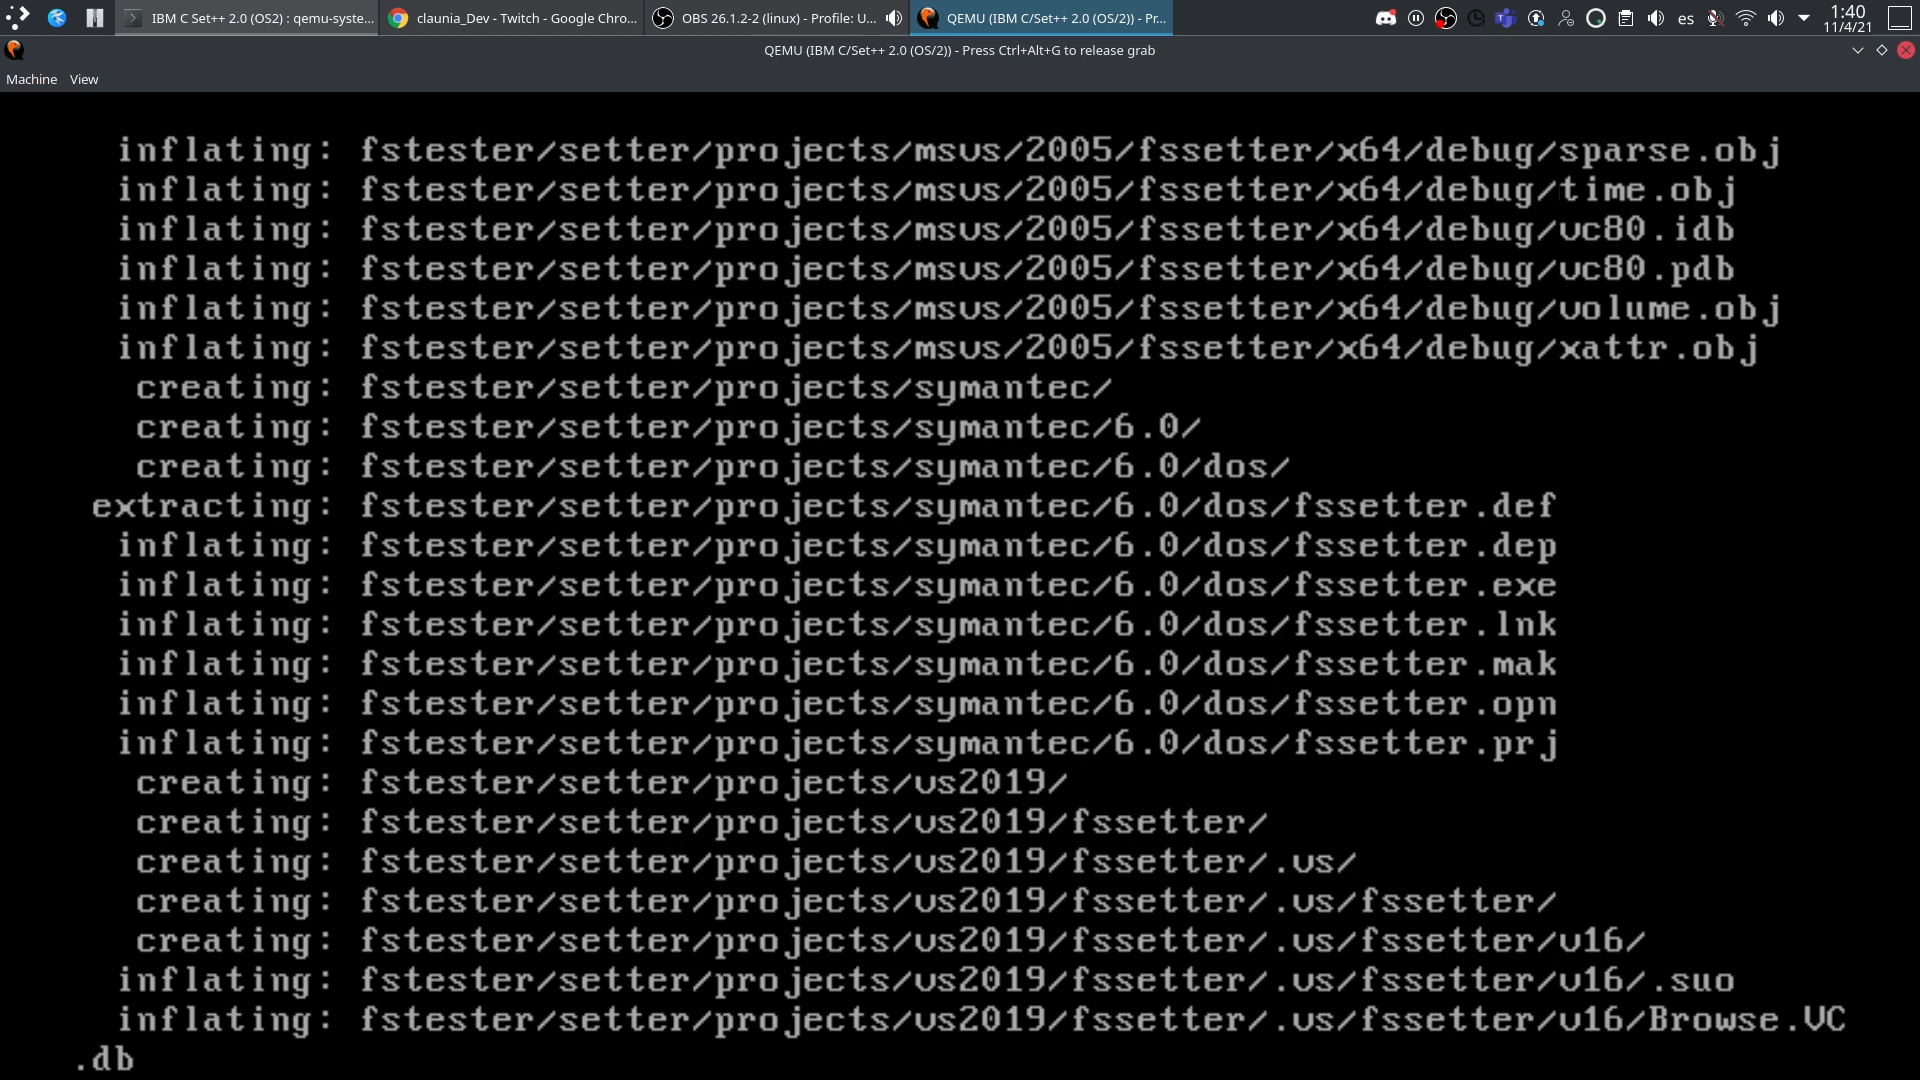 IBM C Set++ 2.0 (OS2) : qemu-syste...
claunia_Dev - Twitch - Google Chro...
OBS 26.1.2-2 (linux) - Profile: U...
QEMU (IBM C/Set++ 2.0 (OS/2)) - Pr...
es
1:40
11/4/21
QEMU (IBM C/Set++ 2.0 (OS/2)) - Press Ctrl+Alt+G to release grab
Machine View
inflating: fstester/setter/projects/msvs/2005/fssetter/x64/debug/sparse.obj
inflating: fstester/setter/projects/msvs/2005/fssetter/x64/debug/time.obj
inflating: fstester/setter/projects/msvs/2005/fssetter/x64/debug/vc80.idb
inflating: fstester/setter/projects/msvs/2005/fssetter/x64/debug/vc80.pdb
inflating: fstester/setter/projects/msvs/2005/fssetter/x64/debug/volume.obj
inflating: fstester/setter/projects/msvs/2005/fssetter/x64/debug/xattr.obj
creating: fstester/setter/projects/symantec/
creating: fstester/setter/projects/symantec/6.0/
creating: fstester/setter/projects/symantec/6.0/dos/
extracting: fstester/setter/projects/symantec/6.0/dos/fssetter.def
inflating: fstester/setter/projects/symantec/6.0/dos/fssetter.dep
inflating: fstester/setter/projects/symantec/6.0/dos/fssetter.exe
inflating: fstester/setter/projects/symantec/6.0/dos/fssetter.lnk
inflating: fstester/setter/projects/symantec/6.0/dos/fssetter.mak
inflating: fstester/setter/projects/symantec/6.0/dos/fssetter.opn
inflating: fstester/setter/projects/symantec/6.0/dos/fssetter.prj
creating: fstester/setter/projects/vs2019/
creating: fstester/setter/projects/vs2019/fssetter/
creating: fstester/setter/projects/vs2019/fssetter/.vs/
creating: fstester/setter/projects/vs2019/fssetter/.vs/fssetter/
creating: fstester/setter/projects/vs2019/fssetter/.vs/fssetter/v16/
inflating: fstester/setter/projects/vs2019/fssetter/.vs/fssetter/v16/.suo
inflating: fstester/setter/projects/vs2019/fssetter/.vs/fssetter/v16/Browse.VC
.db